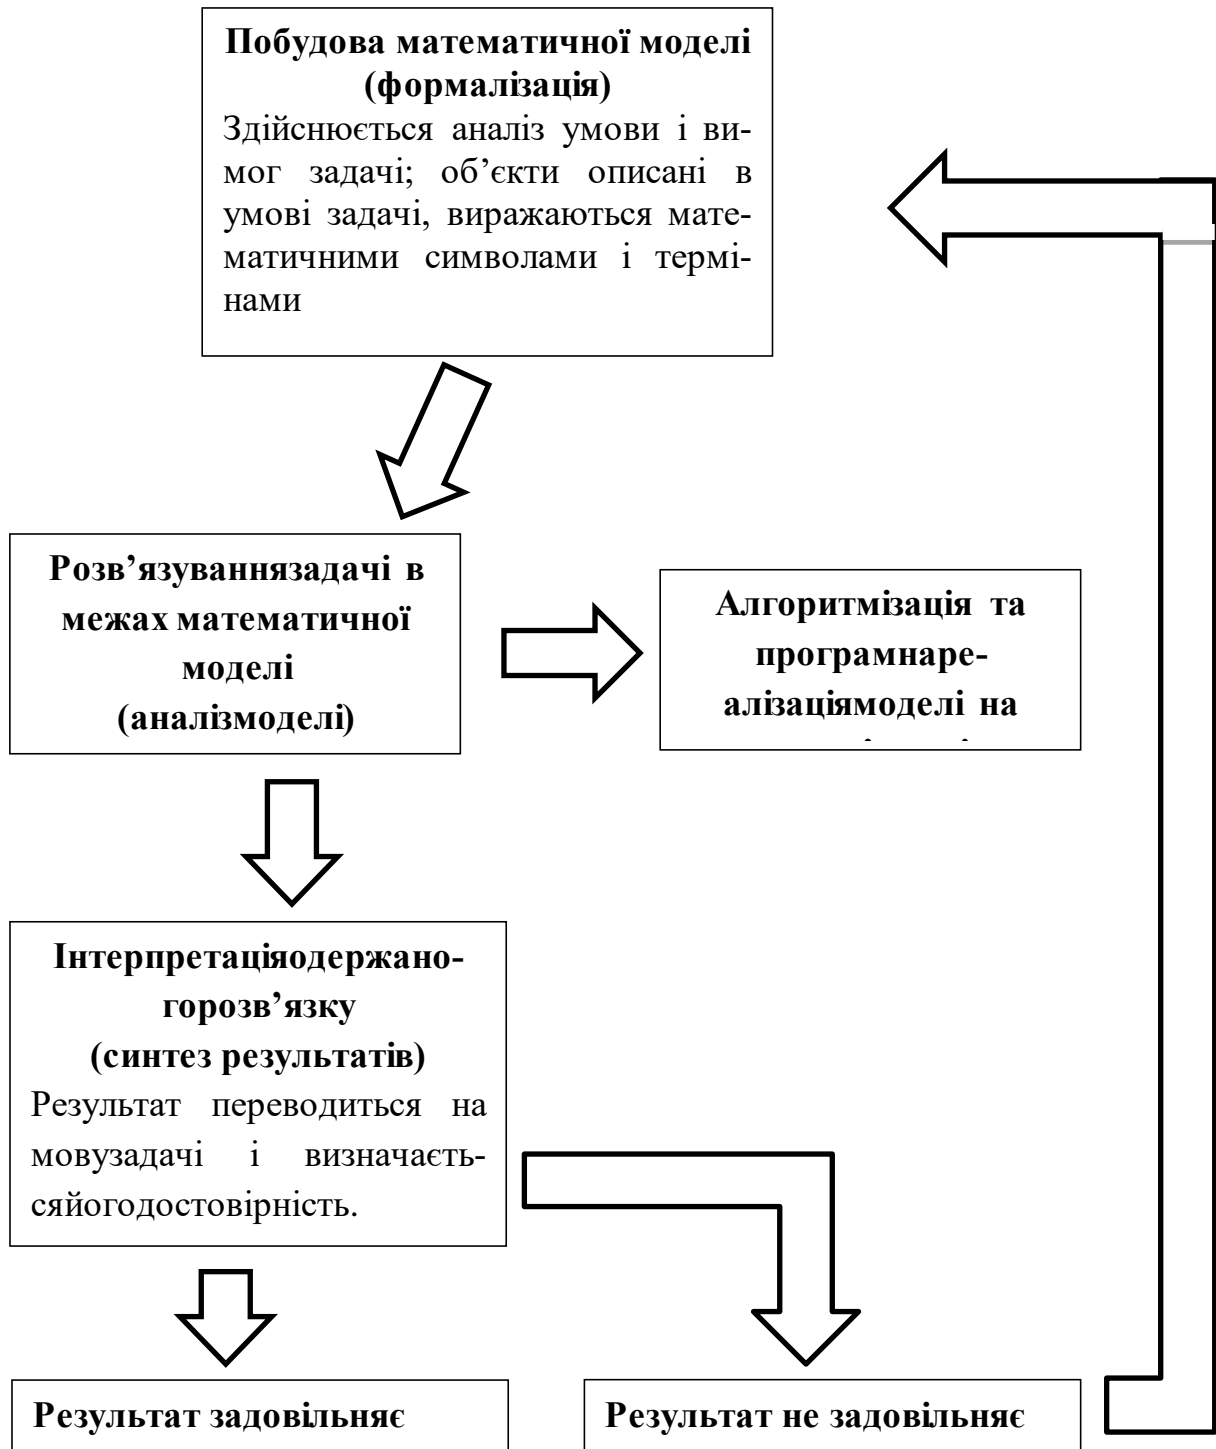 Побудова математичної моделі
(формалізація)
Здійснюється аналіз умови і ви-
мог задачі; об’єкти описані в
умові задачі, виражаються мате-
матичними символами і термі-
нами
Розв’язуваннязадачі в
межах математичної
моделі
(аналізмоделі)
Алгоритмізація та
програмнаре-
алізаціямоделі на
Інтерпретаціяодержано-
горозв’язку
(синтез результатів)
Результат переводиться на
мовузадачі і визначаєть-
сяйогодостовірність.
Результат задовільняє
Результат не задовільняє